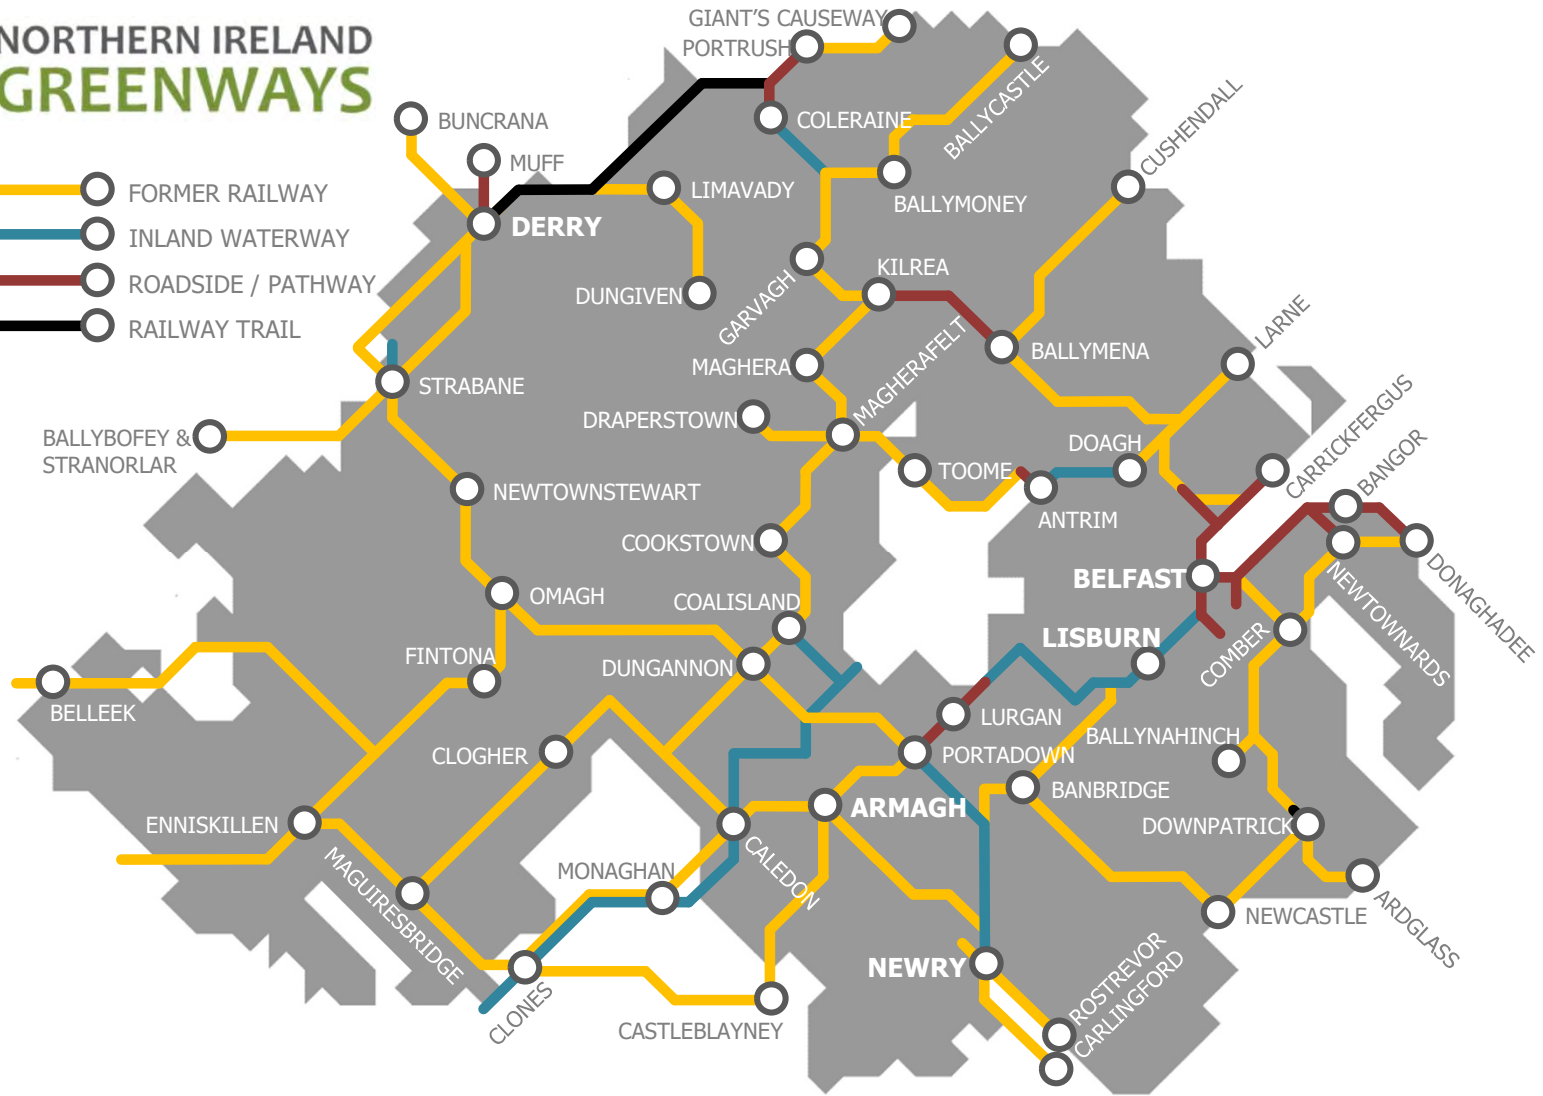 NORTHERN IRELAND
GREENWAYS
FORMER RAILWAY
INLAND WATERWAY
ROADSIDE / PATHWAY
RAILWAY TRAIL
GIANT'S CAUSEWAY
PORTRUSH
COLERAINE
BALLYCASTLE
BALLYMONEY
CUSHENDALL
BUNCRANA
MUFF
DERRY
LIMAVADY
DUNGIVEN
GARVAGH
KILREA
MAGHERA
MAGHERAFELT
BALLYMENA
LARNE
STRABANE
BALLYBOFEY &
STRANORLAR
DRAPERSTOWN
TOOME
ANTRIM
DOAGH
CARRICKFERGUS
BANGOR
NEWTOWNSTEWART
COOKSTOWN
BELFAST
DONAGHADEE
NEWTOWNARDS
OMAGH
COALISLAND
LISBURN
COMBER
FINTONA
DUNGANNON
BELLEEK
LURGAN
PORTADOWN
BALLYNAHINCH
CLOGHER
BANBRIDGE
ARMAGH
DOWNPATRICK
ENNISKILLEN
MAGUIRESBRIDGE
MONAGHAN
CALEDON
ARDGLASS
NEWCASTLE
NEWRY
CLONES
CASTLEBLAYNEY
ROSTREVOR
CARLINGFORD